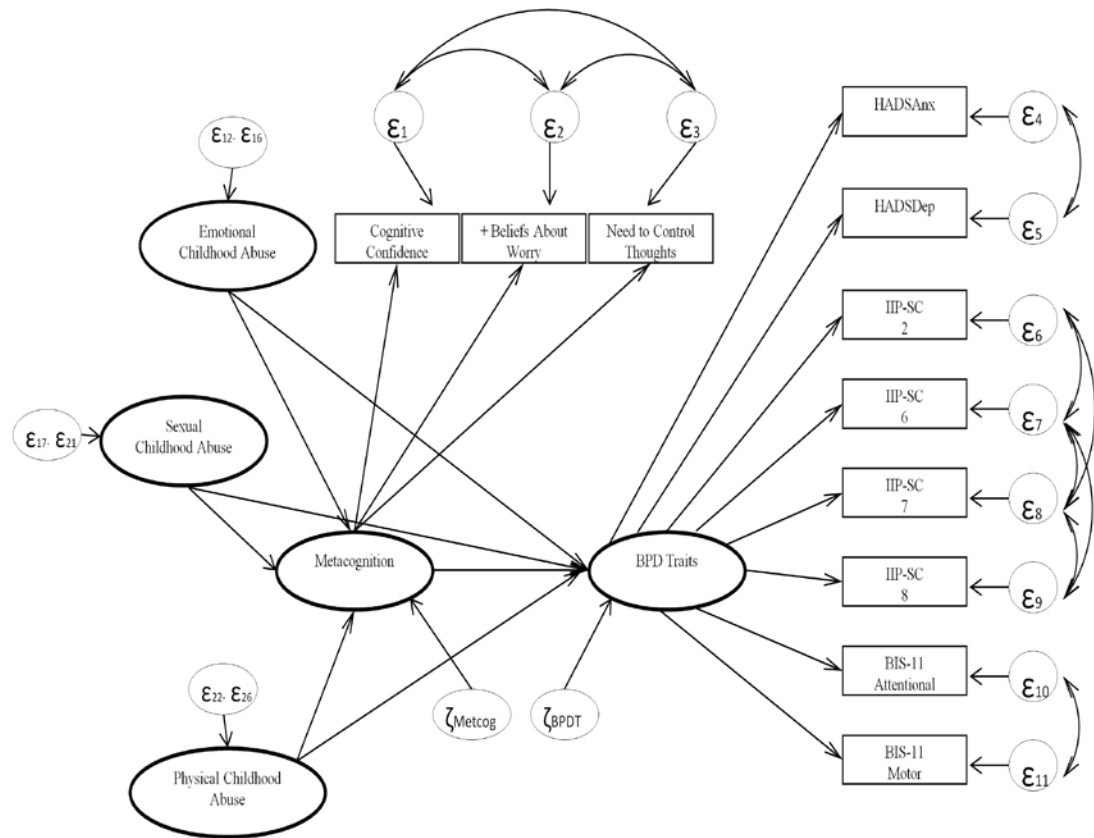 ε1
ε2
ε3
HADSAnx
ε4
ε12- ε16
HADSDep
ε5
Emotional
Childhood Abuse
Cognitive
Confidence
+Beliefs About
Worry
Need to Control
Thoughts
IIP-SC
2
ε6
IIP-SC
6
ε7
Sexual
Childhood Abuse
ε17- ε21
IIP-SC
7
ε8
Metacognition
BPD Traits
IIP-SC
8
ε9
BIS-11
Attentional
ε10
ε22- ε26
ζMetcog
ζBPDT
Physical Childhood
Abuse
BIS-11
Motor
ε11